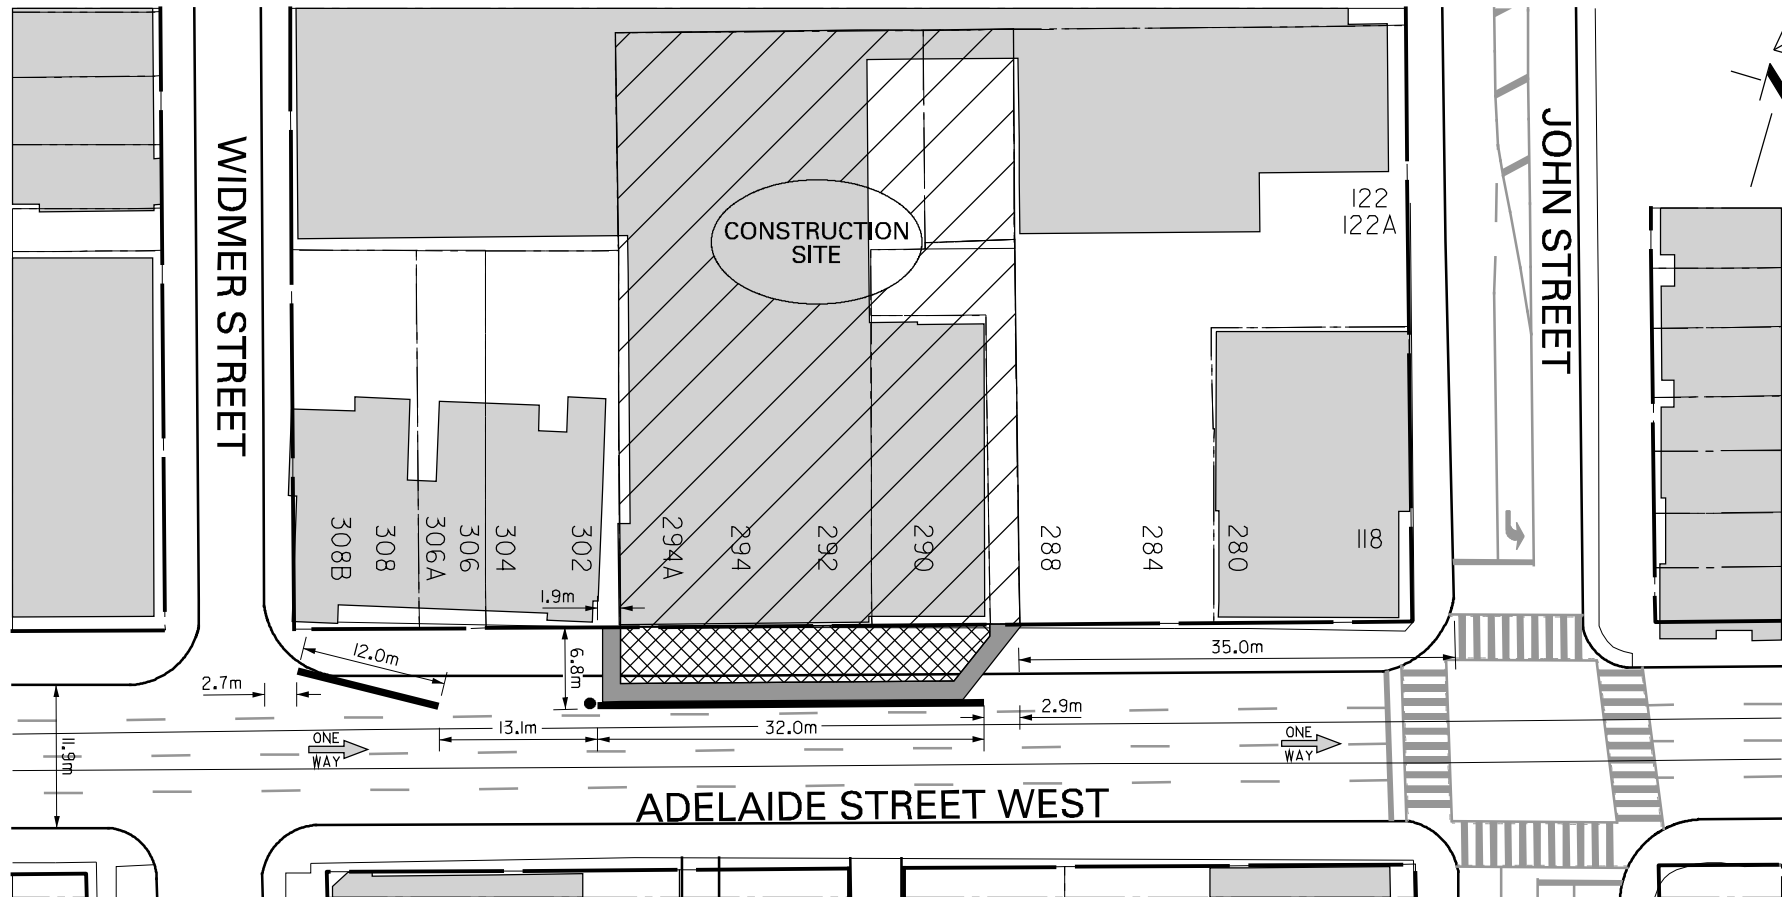 WIDMER STREET
JOHN STREET
122
122A
CONSTRUCTION
SITE
308B
308
306A
306
304
302
294A
294
292
290
288
284
280
118
1.9m
12.0m
6.8m
35.0m
2.7m
2.9m
13.1m
32.0m
11.9m
ONE
WAY
ONE
WAY
ADELAIDE STREET WEST